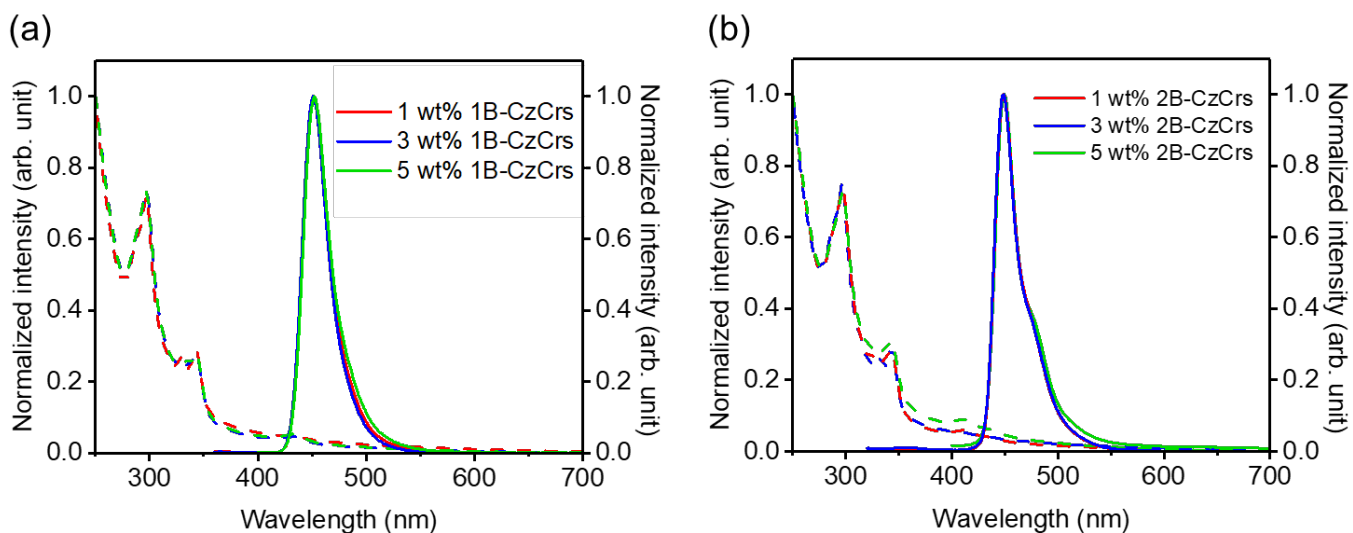 (a)
Normalized intensity (arb. unit)
1.0
0.8
0.6
0.4
0.2
0.0
1 wt% 1B-CzCrs
3 wt% 1B-CzCrs
5 wt% 1B-CzCrs
1.0
0.8
0.6
0.4
0.2
0.0
Normalized intensity (arb. unit)
300 400 500 600 700
Wavelength (nm)
(b)
Normalized intensity (arb. unit)
1.0
0.8
0.6
0.4
0.2
0.0
1 wt% 2B-CzCrs
3 wt% 2B-CzCrs
5 wt% 2B-CzCrs
1.0
0.8
0.6
0.4
0.2
0.0
Normalized intensity (arb. unit)
300 400 500 600 700
Wavelength (nm)